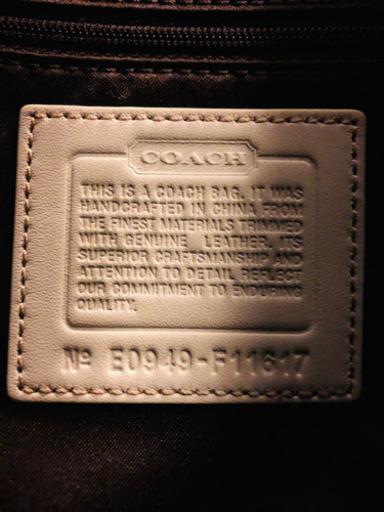 COACH
THIS IS A COACH BAG. IT WAS
HANDCRAFTED IN CHINA FROM
THE FINEST MATERIALS TRIMMED
WITH GENUINE LEATHER. ITS
SUPERIOR CRAFTSMANSHIP AND
ATTENTION TO DETAIL REFLECT
OUR COMMITMENT TO ENDURING
QUALITY.
Nº E0949-F11617